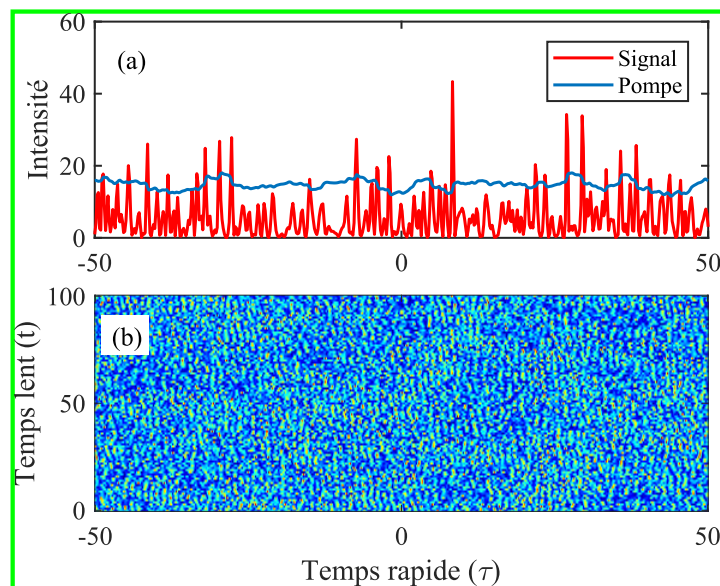 60
(a)
Signal
Pompe
40
20
0
Intensité
-50
0
50
100
(b)
50
0
Temps lent (t)
-50
0
50
Temps rapide (τ)